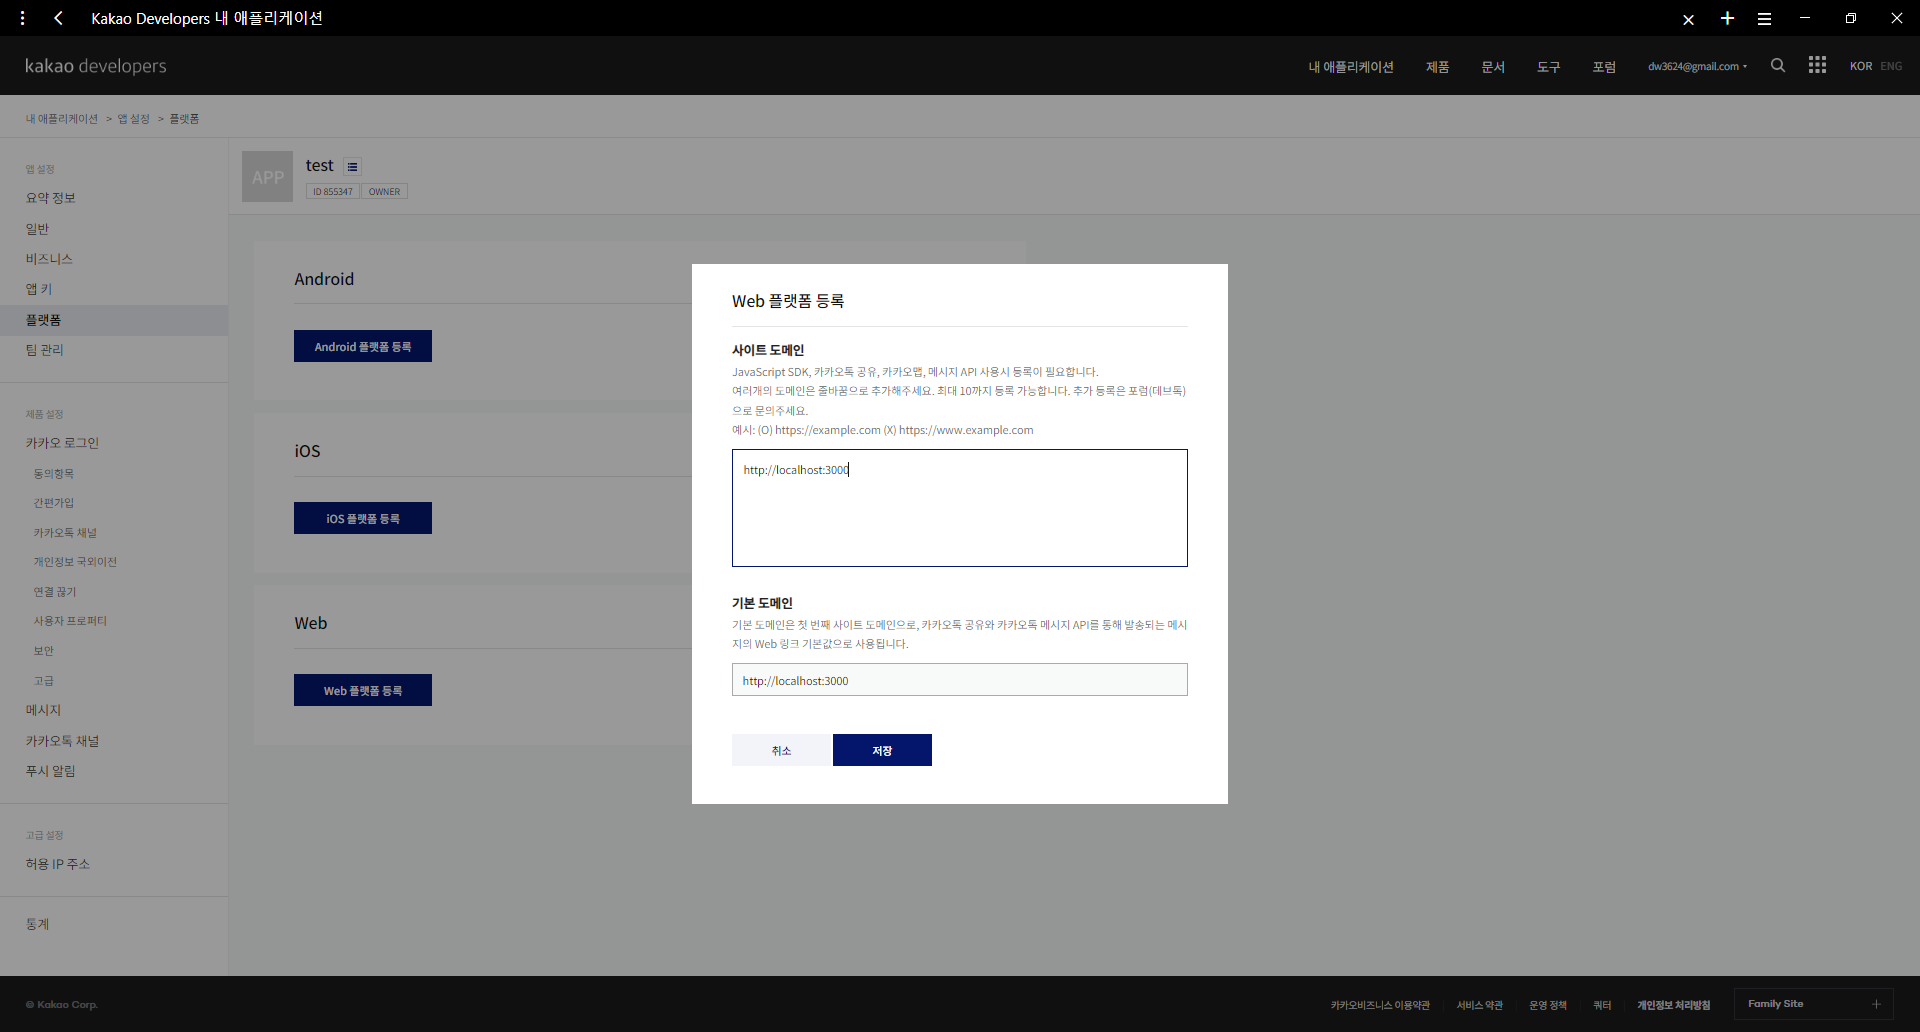 Kakao Developers 내 애플리케이션
kakao developers
내 애플리케이션 제품 문서 도구 포럼 dw3624@gmail.com KOR ENG
내 애플리케이션 > 앱 설정 > 플랫폼
앱 설정
요약 정보
일반
비즈니스
앱 키
플랫폼
팀 관리
제품 설정
카카오 로그인
동의항목
간편가입
카카오톡 채널
개인정보 국외이전
연결 끊기
사용자 프로퍼티
보안
고급
메시지
카카오톡 채널
푸시 알림
고급 설정
허용 IP 주소
통계
APP
test
ID 855347 OWNER
Android
Android 플랫폼 등록
iOS
iOS 플랫폼 등록
Web
Web 플랫폼 등록
Web 플랫폼 등록
사이트 도메인
JavaScript SDK, 카카오톡 공유, 카카오맵, 메시지 API 사용시 등록이 필요합니다.
여러개의 도메인은 줄바꿈으로 추가해주세요. 최대 10까지 등록 가능합니다. 추가 등록은 포럼(데브톡)
으로 문의주세요.
예시: (O) https://example.com (X) https://www.example.com
http://localhost:3000
기본 도메인
기본 도메인은 첫 번째 사이트 도메인으로, 카카오톡 공유와 카카오톡 메시지 API를 통해 발송되는 메시
지의 Web 링크 기본값으로 사용됩니다.
http://localhost:3000
취소 저장
© Kakao Corp.
카카오비즈니스 이용약관 서비스 약관 운영 정책 쿼터 개인정보 처리방침 Family Site